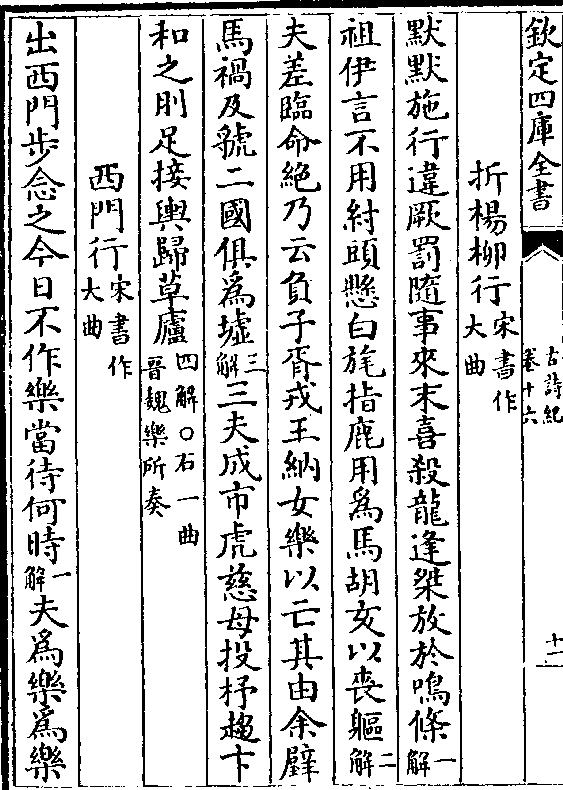 欽定四庫全書
古詩紀
卷十六
十一
折楊柳行宋書作大曲
默默施行違厥罰隨事來末喜殺龍逢桀放於鳴條一解
祖伊言不用紂頭懸白旄指鹿用爲馬胡亥以喪軀二解
夫差臨命絶乃云負子胥戎王納女樂以亡其由余璧
馬禍及虢二國俱爲墟三解三夫成市虎慈母投杼趨卞
和之刖足接輿歸草廬四解○右一曲晉魏樂所奏
西門行宋書作大曲
出西門步念之今日不作樂當待何時一解夫爲樂爲樂